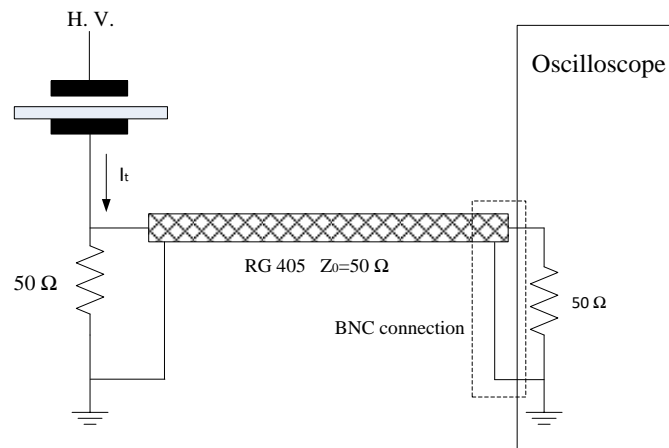 H. V.
Oscilloscope
It
RG 405 Z0=50 Ω
50 Ω
50 Ω
BNC connection